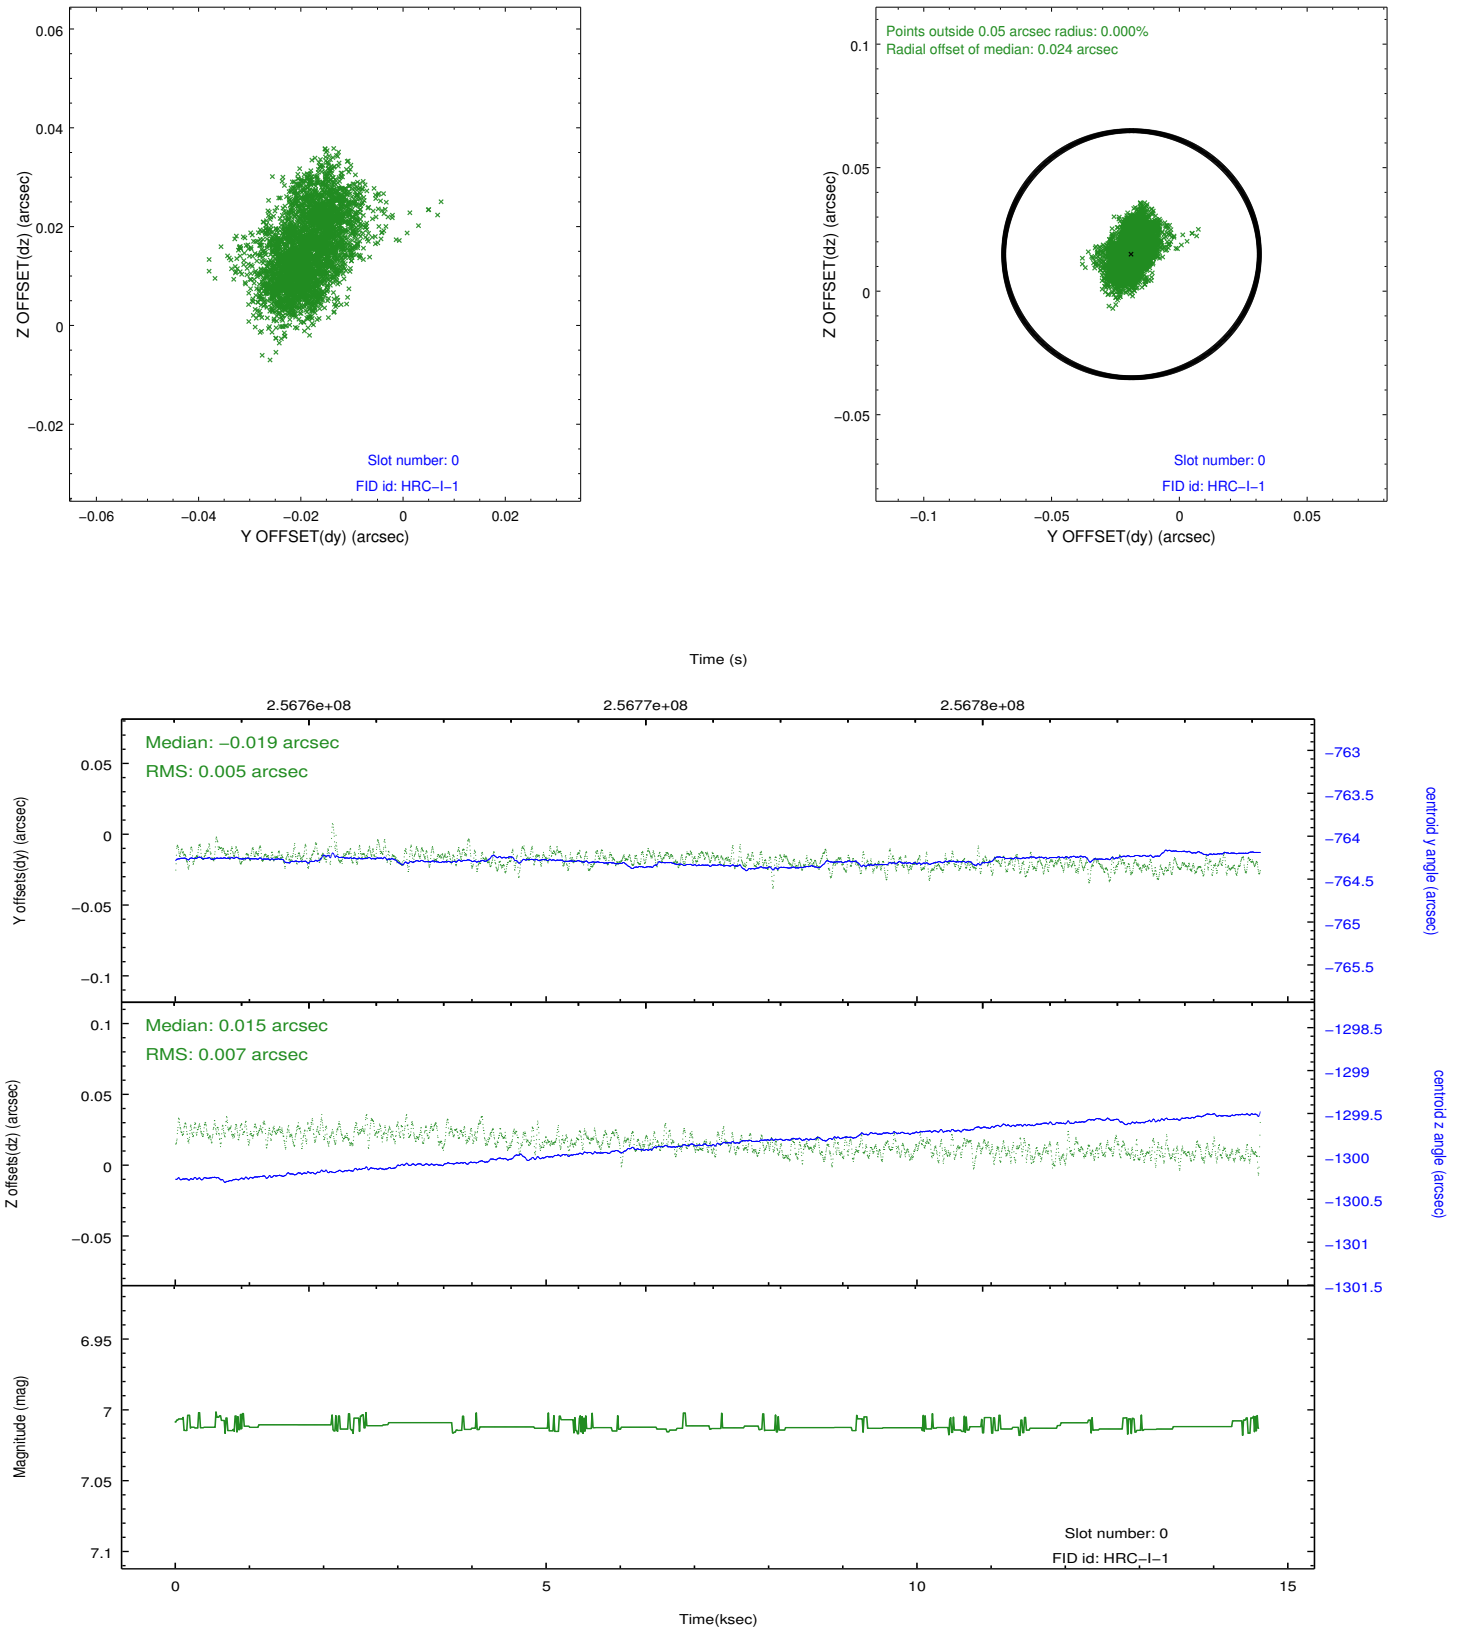 0.06
0.04
0.02
0
−0.02
Z OFFSET(dz) (arcsec)
Slot number: 0
FID id: HRC−I−1
−0.06
−0.04
−0.02
0
0.02
Y OFFSET(dy) (arcsec)
Points outside 0.05 arcsec radius: 0.000%
Radial offset of median: 0.024 arcsec
0.1
0.05
0
−0.05
Z OFFSET(dz) (arcsec)
Slot number: 0
FID id: HRC−I−1
−0.1
−0.05
0
0.05
Y OFFSET(dy) (arcsec)
Time (s)
2.5676e+08
2.5677e+08
2.5678e+08
Median: −0.019 arcsec
RMS: 0.005 arcsec
0.05
0
−0.05
−0.1
Y offsets(dy) (arcsec)
−763
−763.5
−764
−764.5
−765
−765.5
centroid y angle (arcsec)
Median: 0.015 arcsec
RMS: 0.007 arcsec
0.1
0.05
0
−0.05
Z offsets(dz) (arcsec)
−1298.5
−1299
−1299.5
−1300
−1300.5
−1301
−1301.5
centroid z angle (arcsec)
6.95
7
7.05
7.1
Magnitude (mag)
Slot number: 0
FID id: HRC−I−1
0
5
10
15
Time(ksec)